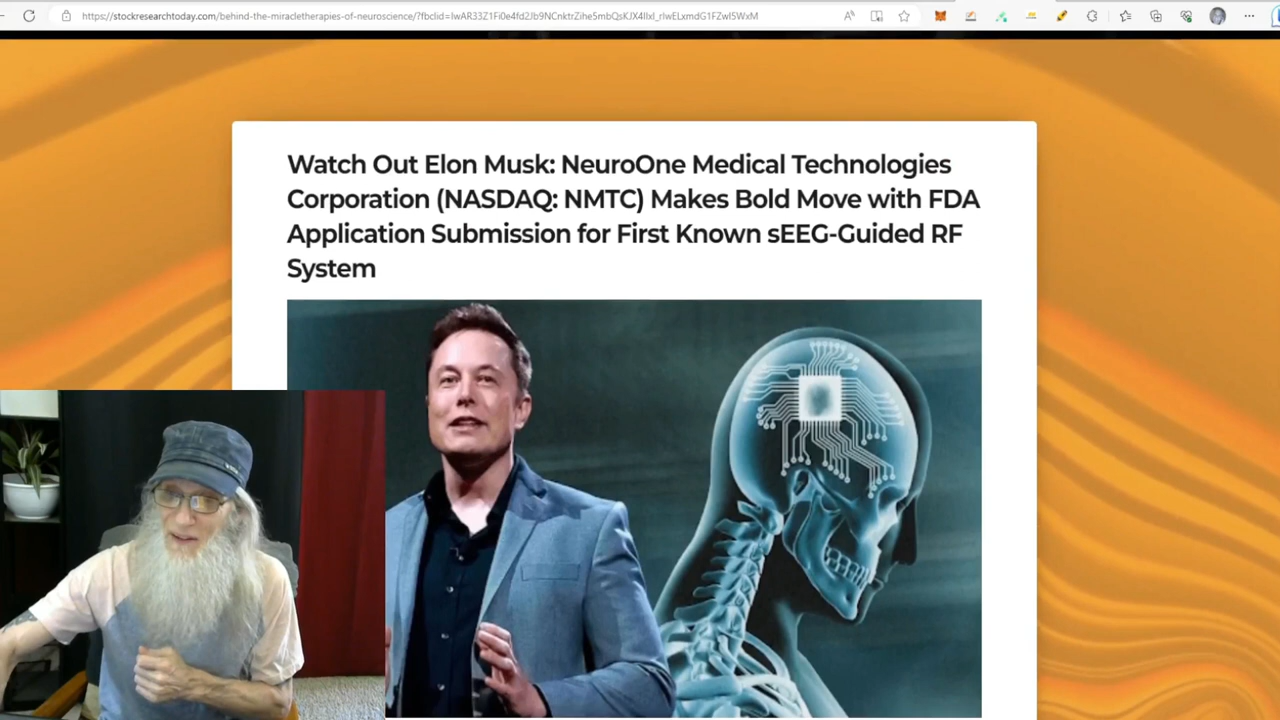 https://stockresearchtoday.com/behind-the-miracletherapies-of-neuroscience/?fbclid=
Watch Out Elon Musk: NeuroOne Medical Technologies
Corporation (NASDAQ: NMTC) Makes Bold Move with FDA
Application Submission for First Known sEEG-Guided RF
System